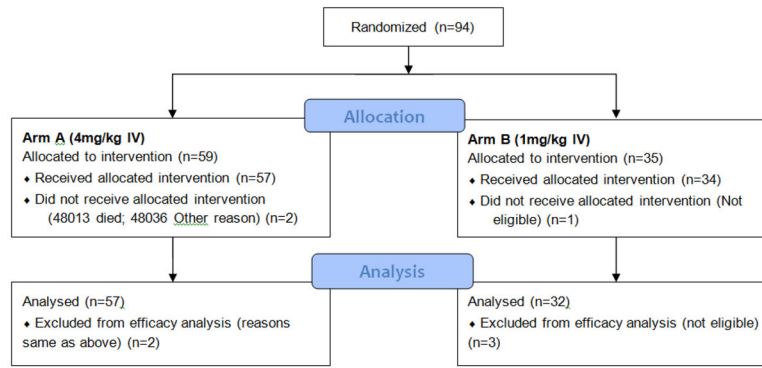 Randomized (n=94)
Allocation
Arm A (4mg/kg IV)
Allocated to intervention (n=59)
♦ Received allocated intervention (n=57)
♦ Did not receive allocated intervention
(48013 died; 48036 Other reason) (n=2)
Arm B (1mg/kg IV)
Allocated to intervention (n=35)
♦ Received allocated intervention (n=34)
♦ Did not receive allocated intervention (Not
eligible) (n=1)
Analysis
Analysed (n=57)
♦ Excluded from efficacy analysis (reasons
same as above) (n=2)
Analysed (n=32)
♦ Excluded from efficacy analysis (not eligible)
(n=3)